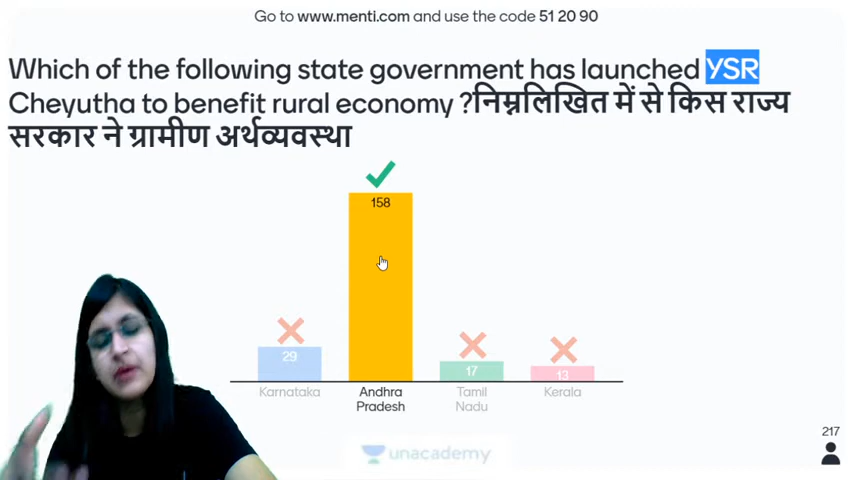 Go to www.menti.com and use the code 51 20 90
Which of the following state government has launched YSR
Cheyutha to benefit rural economy ?निम्नलिखित में से किस राज्य
सरकार ने ग्रामीण अर्थव्यवस्था
158
29
17
13
Karnataka
Andhra
Pradesh
Tamil
Nadu
Kerala
217
unacademy